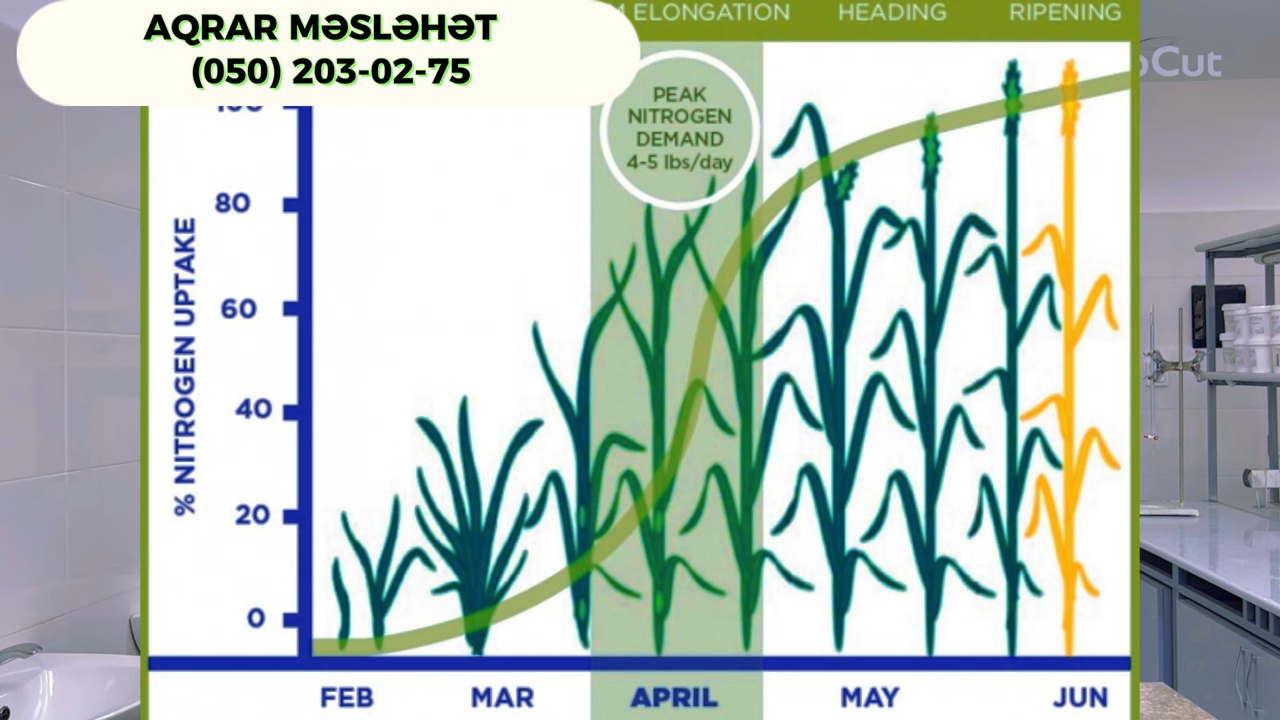 AQRAR MƏSLƏHƏT
(050) 203-02-75
ELONGATION
HEADING
RIPENING
PEAK
NITROGEN
DEMAND
4-5 lbs/day
% NITROGEN UPTAKE
80
60
40
20
0
FEB
MAR
APRIL
MAY
JUN